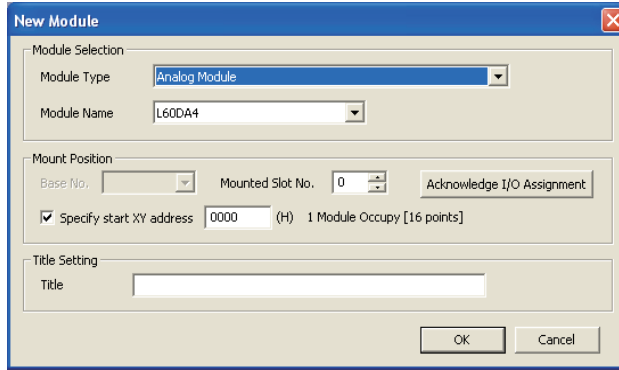 New Module
Module Selection
Module Type Analog Module
Module Name L60DA4
Mount Position
Base No. Mounted Slot No. 0 Acknowledge I/O Assignment
Specify start XY address 0000 (H) 1 Module Occupy [16 points]
Title Setting
Title
OK Cancel